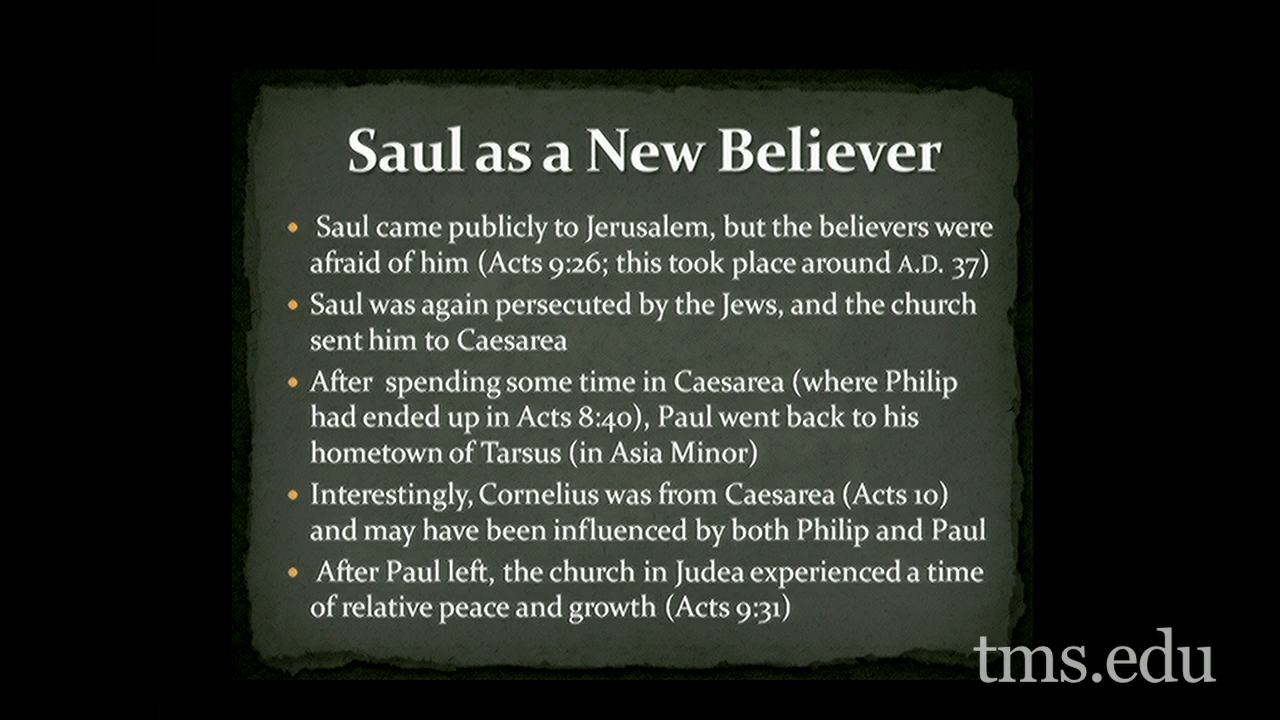 Saul as a New Believer
• Saul came publicly to Jerusalem, but the believers were
afraid of him (Acts 9:26; this took place around A.D. 37)
• Saul was again persecuted by the Jews, and the church
sent him to Caesarea
• After spending some time in Caesarea (where Philip
had ended up in Acts 8:40), Paul went back to his
hometown of Tarsus (in Asia Minor)
• Interestingly, Cornelius was from Caesarea (Acts 10)
and may have been influenced by both Philip and Paul
• After Paul left, the church in Judea experienced a time
of relative peace and growth (Acts 9:31)
tms.edu